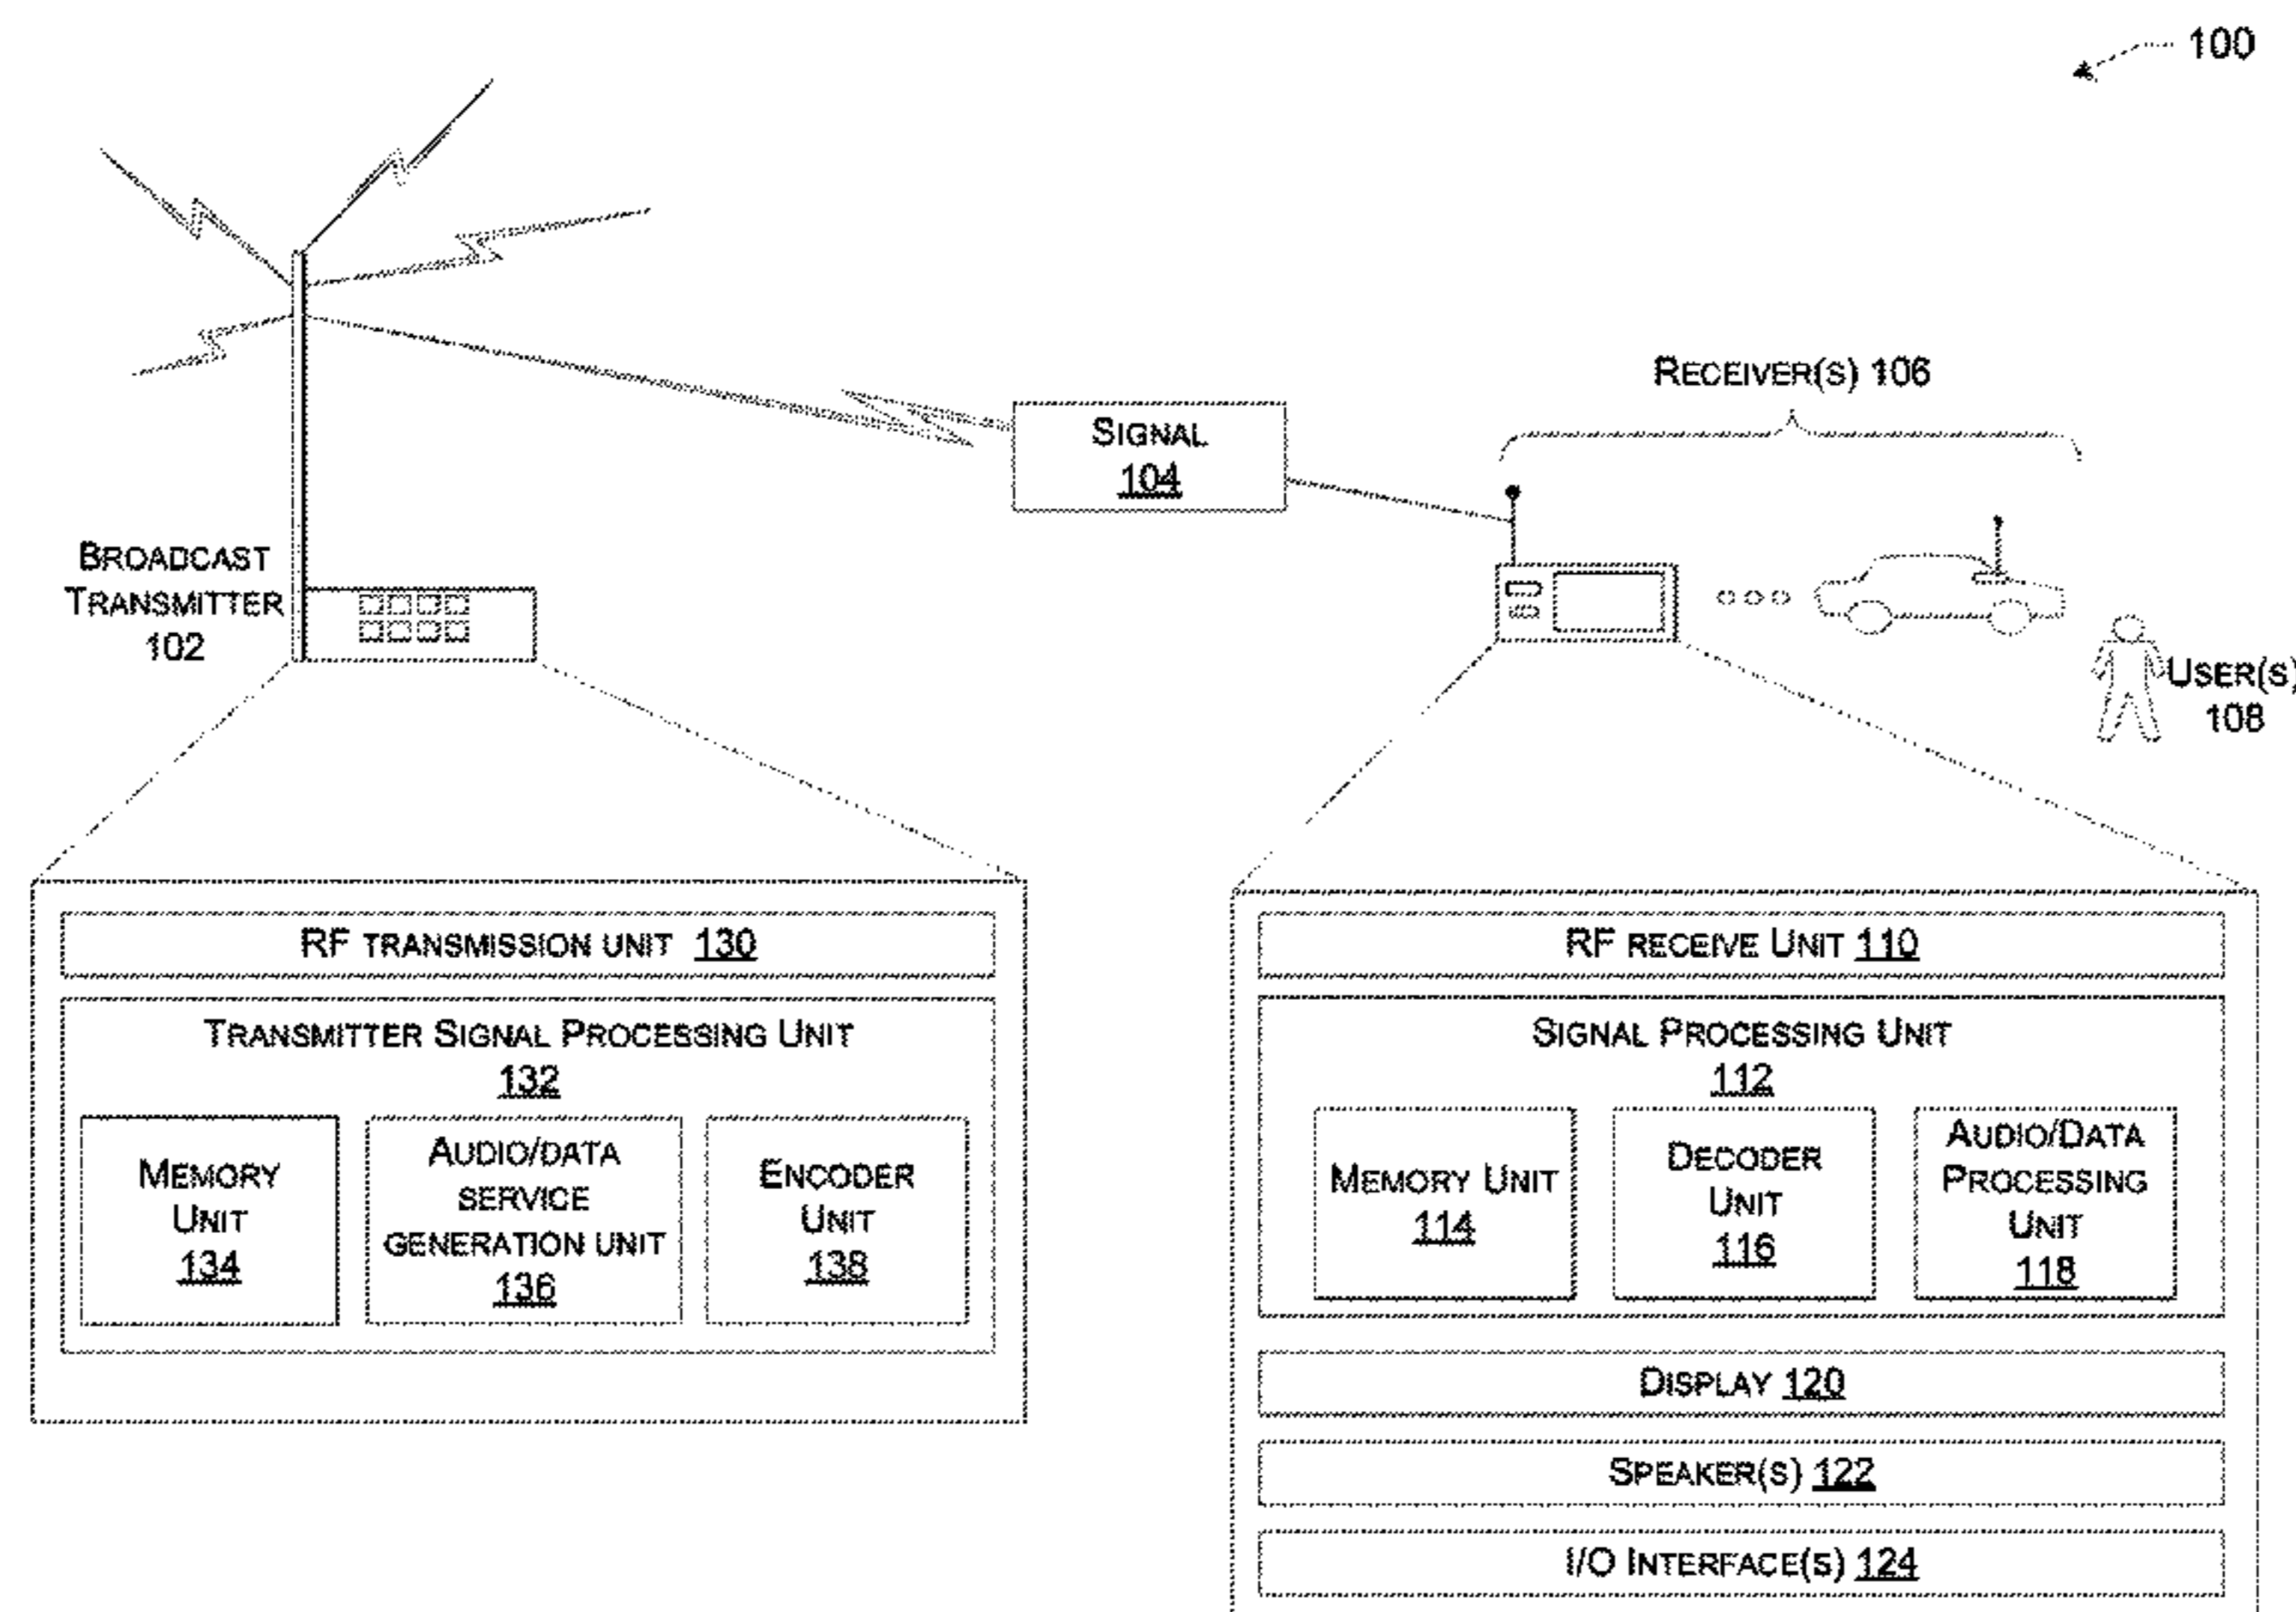 100
RECEIVER(S) 106
SIGNAL
104
BROADCAST
TRANSMITTER
102
USER(S)
108
RF TRANSMISSION UNIT 130
TRANSMITTER SIGNAL PROCESSING UNIT
132
MEMORY
UNIT
134
AUDIO/DATA
SERVICE
GENERATION UNIT
136
ENCODER
UNIT
138
RF RECEIVE UNIT 110
SIGNAL PROCESSING UNIT
112
MEMORY UNIT
114
DECODER
UNIT
116
AUDIO/DATA
PROCESSING
UNIT
118
DISPLAY 120
SPEAKER(S) 122
I/O INTERFACE(S) 124